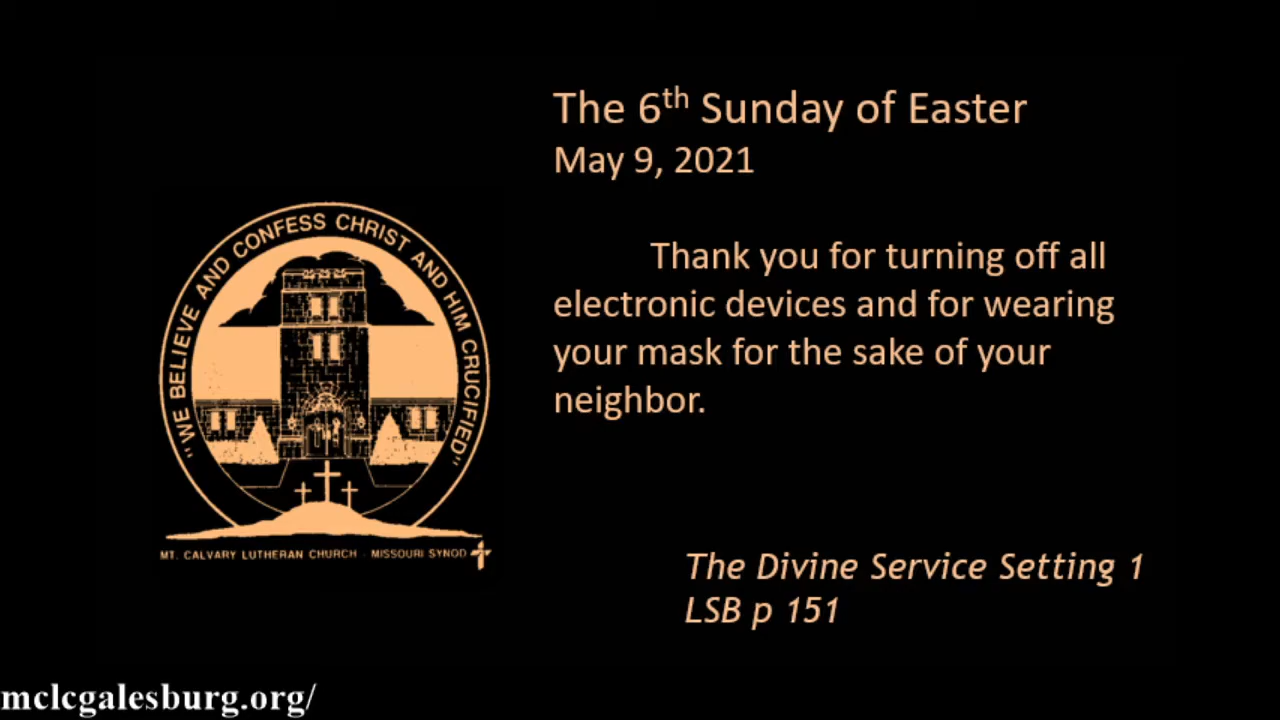 The 6th Sunday of Easter
May 9, 2021
Thank you for turning off all
electronic devices and for wearing
your mask for the sake of your
neighbor.
"WE BELIEVE AND CONFESS CHRIST AND HIM CRUCIFIED"
MT. CALVARY LUTHERAN CHURCH - MISSOURI SYNOD
The Divine Service Setting 1
LSB p 151
mclcgalesburg.org/